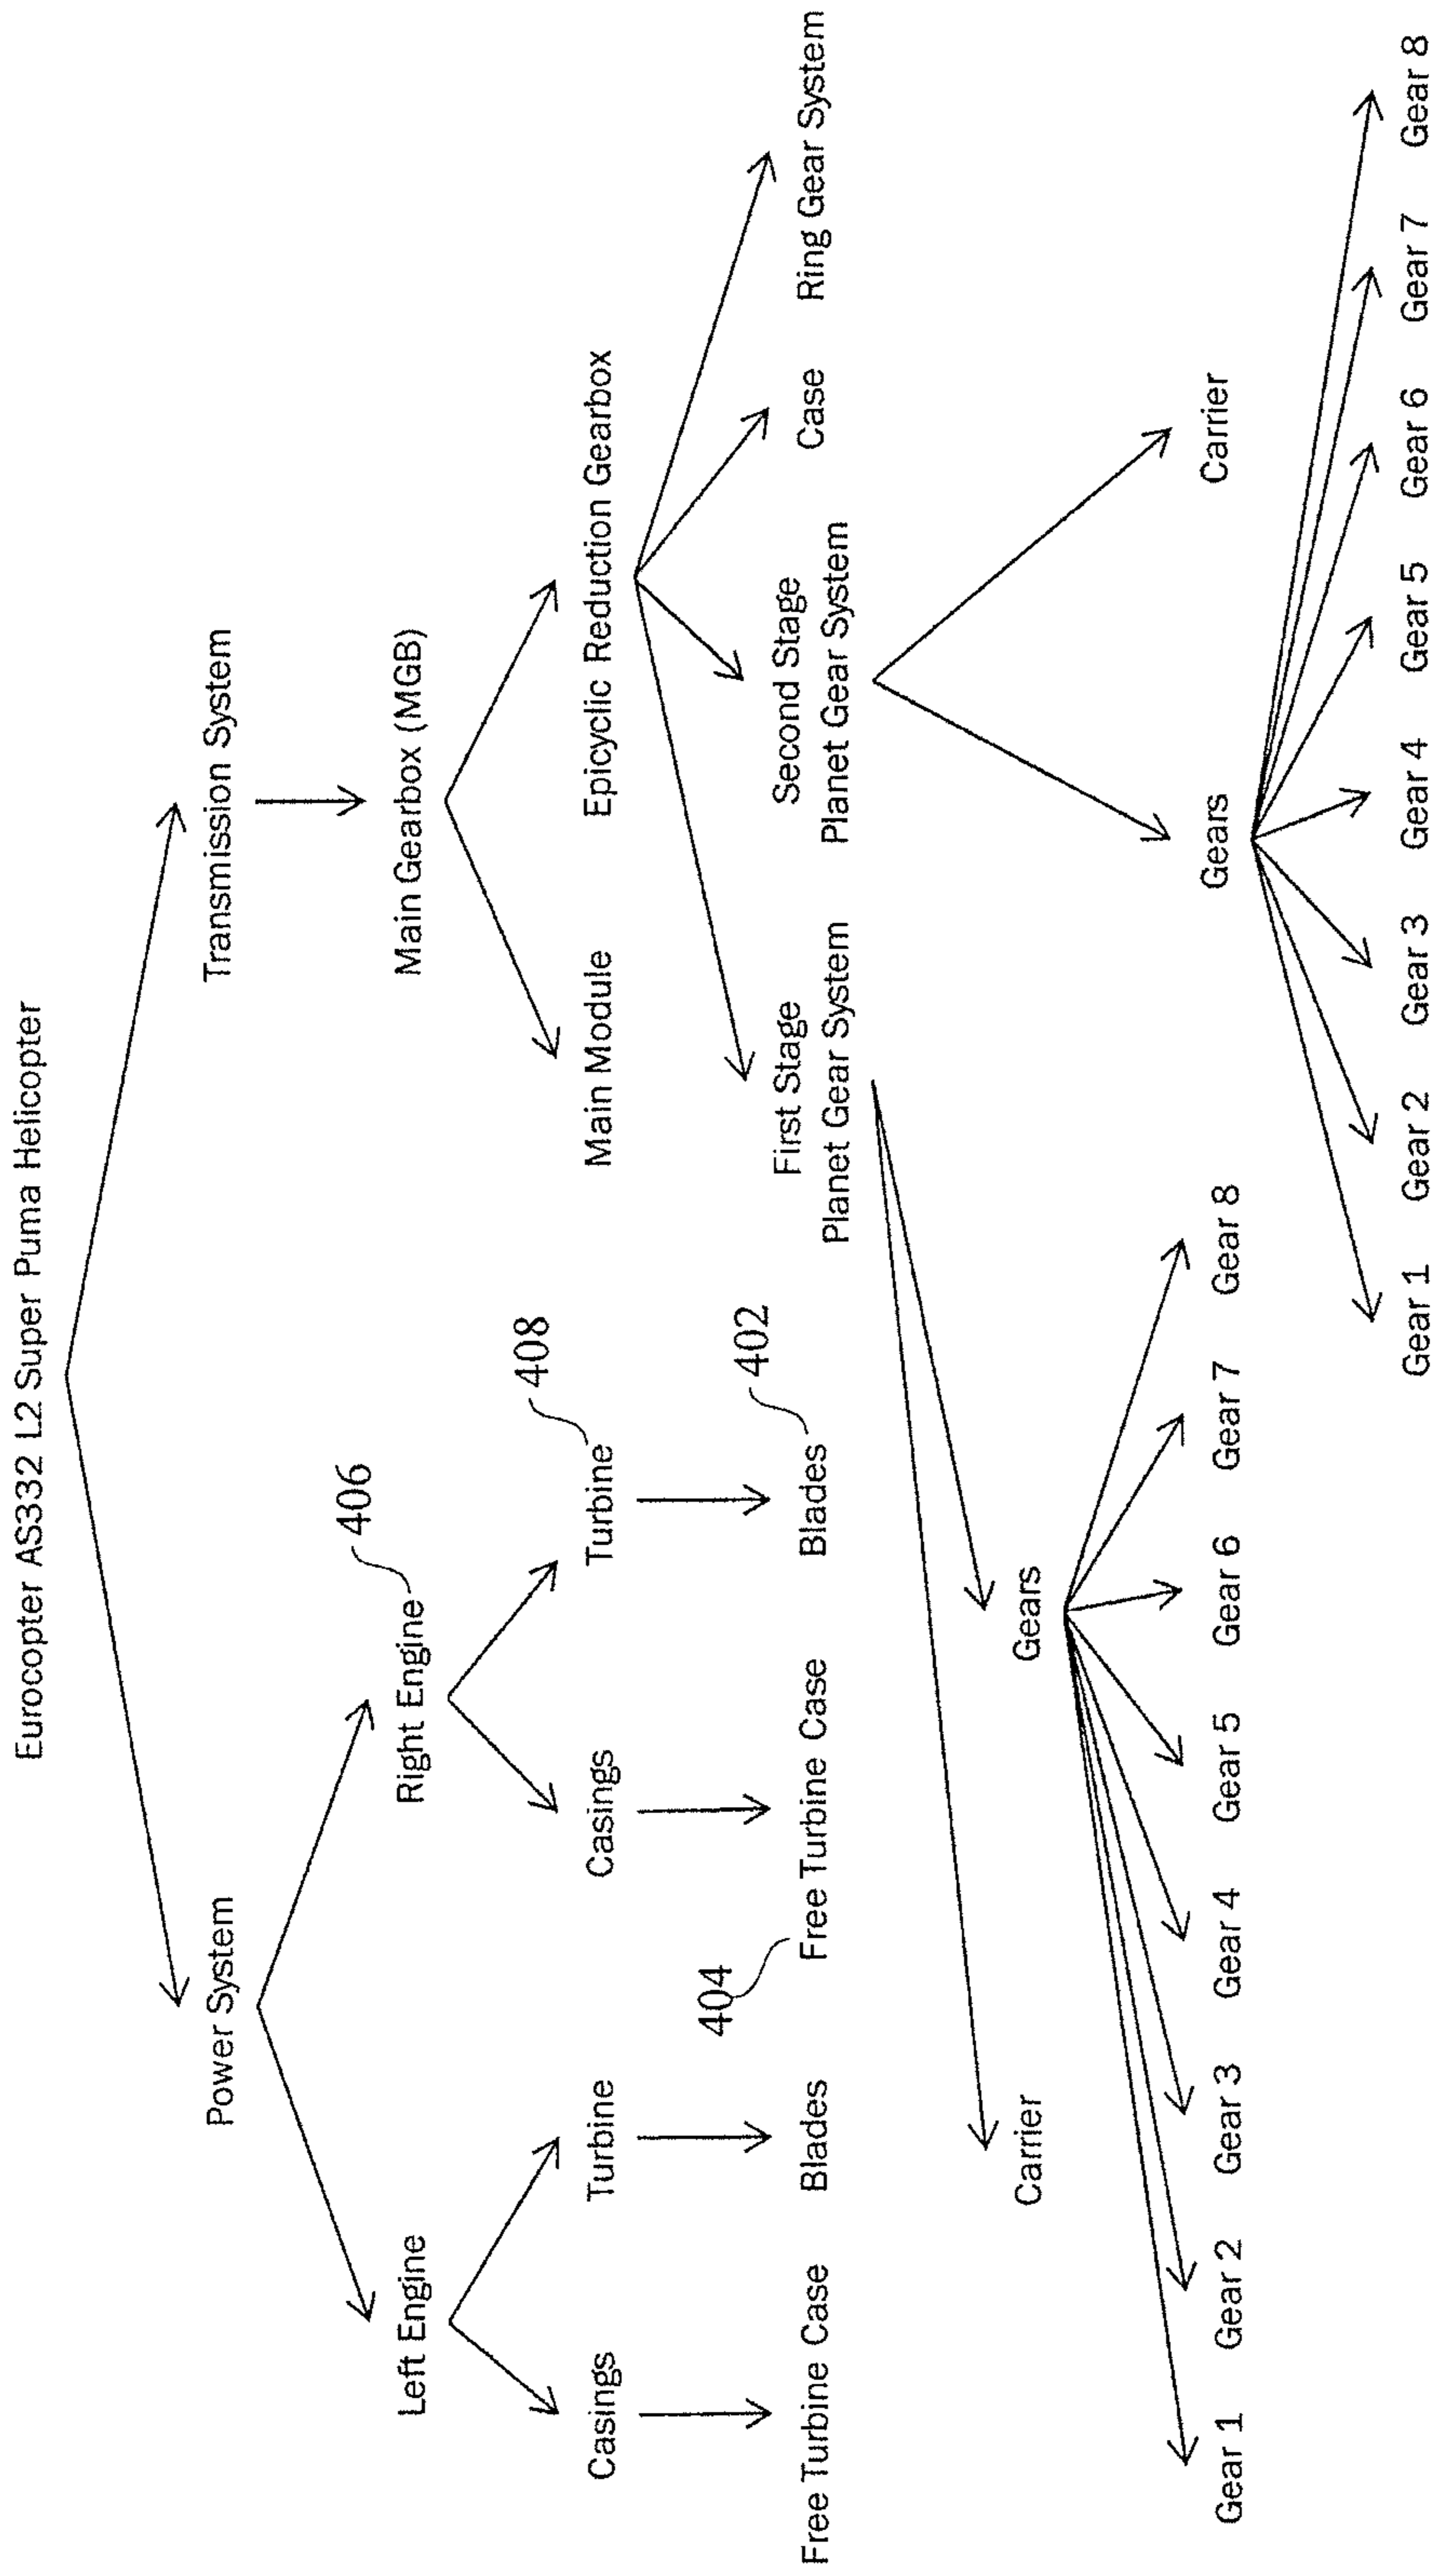 Eurocopter AS332 L2 Super Puma Helicopter
Power System
Transmission System
Left Engine
Right Engine
406
Main Gearbox (MGB)
Casings
Turbine
Casings
Turbine
408
Main Module
Epicyclic Reduction Gearbox
Free Turbine Case
Blades
404
Free Turbine Case
Blades
402
First Stage
Planet Gear System
Second Stage
Planet Gear System
Case
Ring Gear System
Carrier
Gears
Gears
Carrier
Gear 1
Gear 2
Gear 3
Gear 4
Gear 5
Gear 6
Gear 7
Gear 8
Gear 1
Gear 2
Gear 3
Gear 4
Gear 5
Gear 6
Gear 7
Gear 8